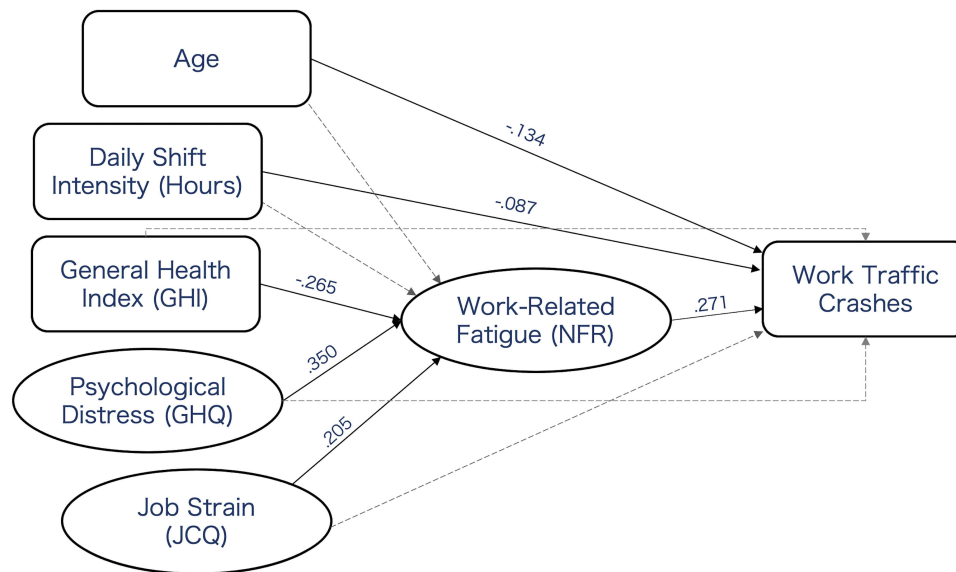 Age
-.134
Daily Shift
Intensity (Hours)
-.087
General Health
Index (GHI)
-.265
Work-Related
Fatigue (NFR)
.271
Work Traffic
Crashes
.350
Psychological
Distress (GHQ)
.205
Job Strain
(JCQ)